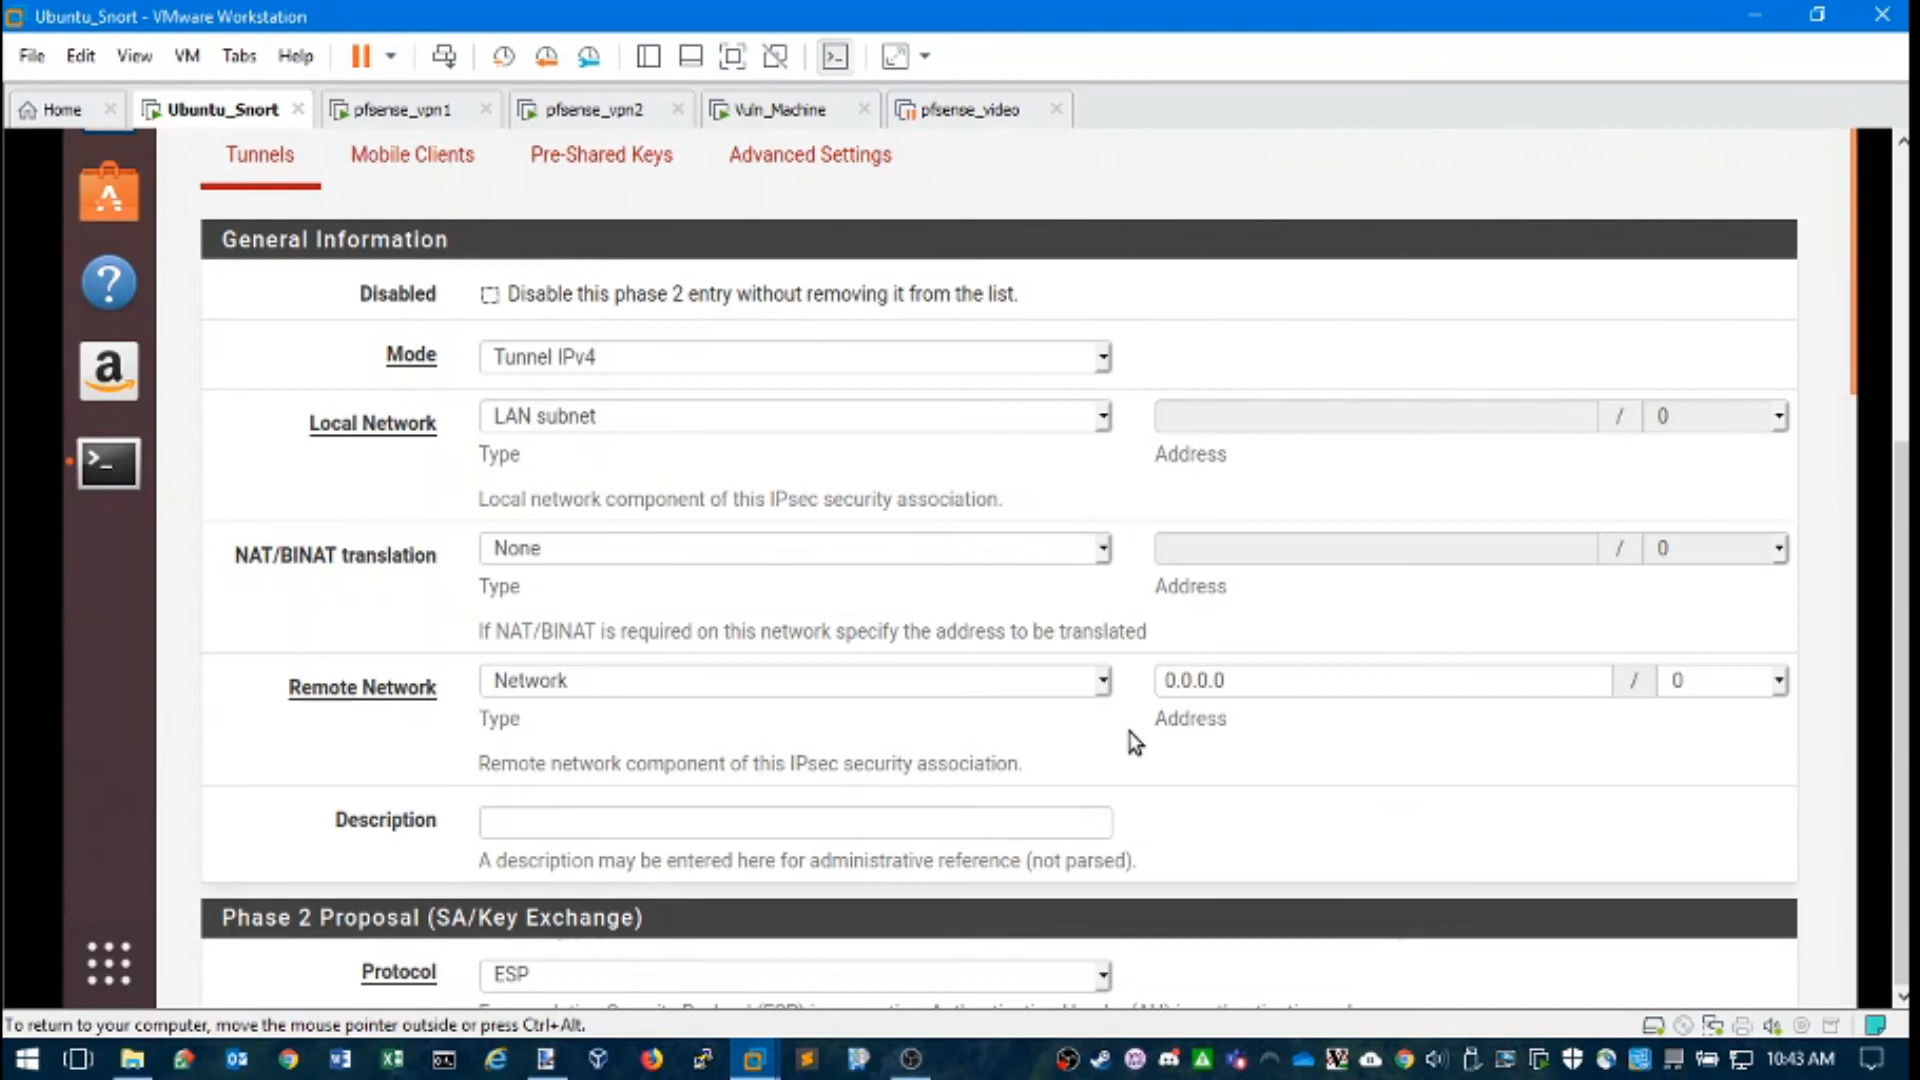 Ubuntu_Snort - VMware Workstation
File Edit View VM Tabs Help
Home Ubuntu_Snort pfsense_vpn1 pfsense_vpn2 Vuln_Machine pfsense_video
Tunnels Mobile Clients Pre-Shared Keys Advanced Settings
General Information
Disabled Disable this phase 2 entry without removing it from the list.
Mode Tunnel IPv4
Local Network LAN subnet / 0
Type Address
Local network component of this IPsec security association.
NAT/BINAT translation None / 0
Type Address
If NAT/BINAT is required on this network specify the address to be translated
Remote Network Network 0.0.0.0 / 0
Type Address
Remote network component of this IPsec security association.
Description
A description may be entered here for administrative reference (not parsed).
Phase 2 Proposal (SA/Key Exchange)
Protocol ESP
To return to your computer, move the mouse pointer outside or press Ctrl+Alt.
10:43 AM